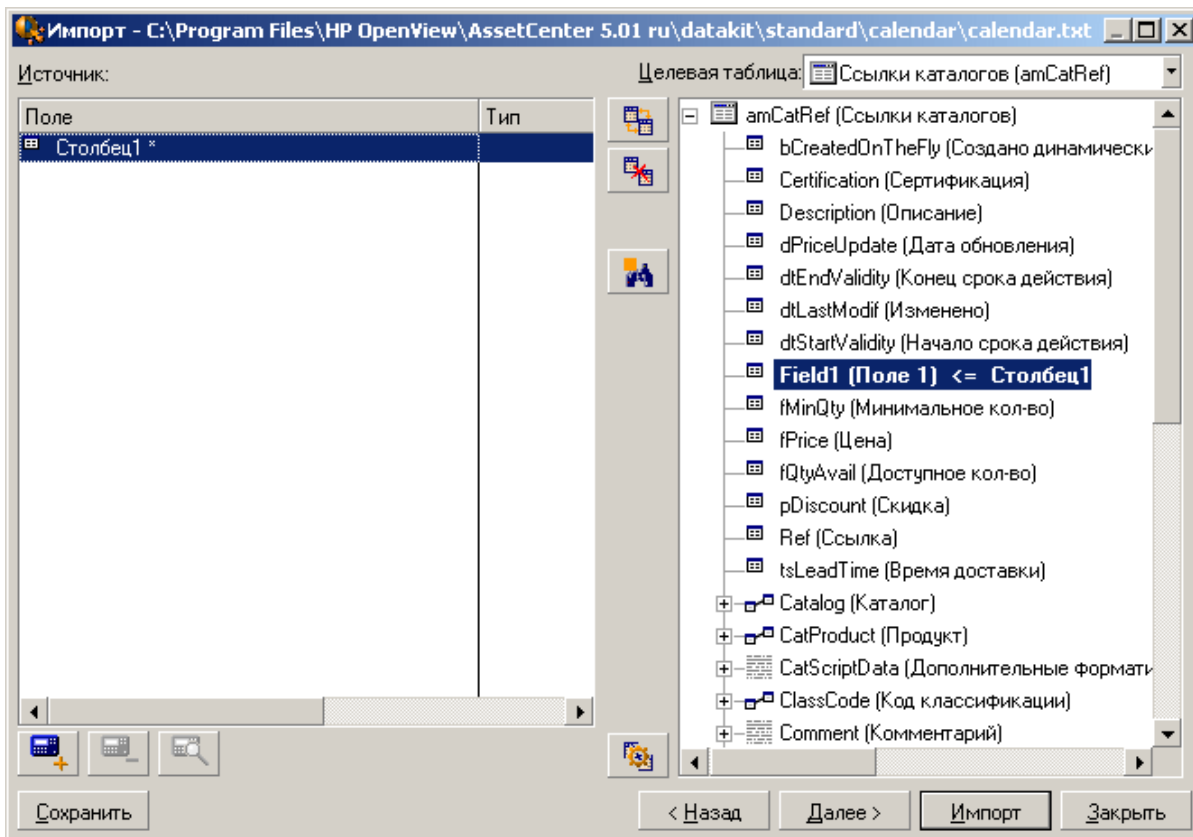 Импорт - C:\Program Files\HP OpenView\AssetCenter 5.01 ru\datakit\standard\calendar\calendar.txt
Источник:
Целевая таблица: Ссылки каталогов (amCatRef)
Поле Тип
Столбец1 *
amCatRef (Ссылки каталогов)
bCreatedOnTheFly (Создано динамически
Certification (Сертификация)
Description (Описание)
dPriceUpdate (Дата обновления)
dtEndValidity (Конец срока действия)
dtLastModif (Изменено)
dtStartValidity (Начало срока действия)
Field1 (Поле 1) <= Столбец1
fMinQty (Минимальное кол-во)
fPrice (Цена)
fQtyAvail (Доступное кол-во)
pDiscount (Скидка)
Ref (Ссылка)
tsLeadTime (Время доставки)
Catalog (Каталог)
CatProduct (Продукт)
CatScriptData (Дополнительные формати
ClassCode (Код классификации)
Comment (Комментарий)
Сохранить
< Назад
Далее >
Импорт
Закрыть